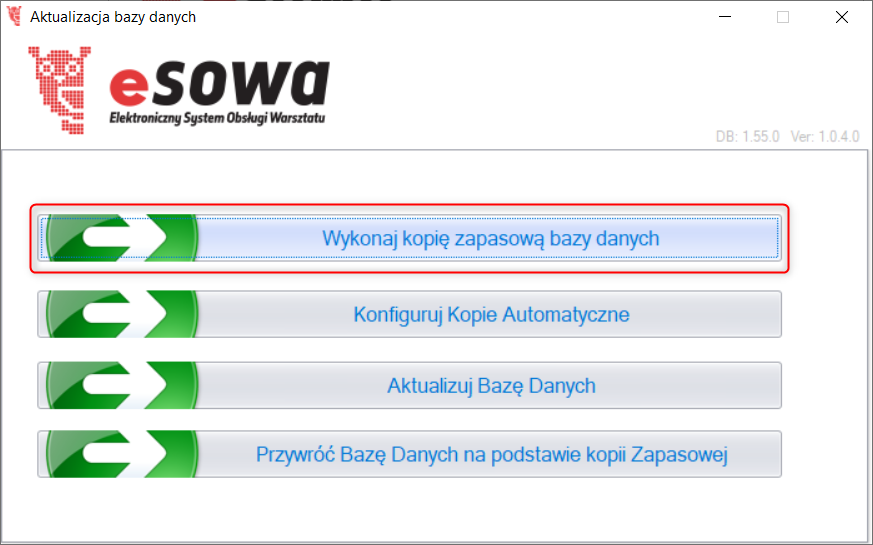 Aktualizacja bazy danych
eSOWA
Elektroniczny System Obsługi Warsztatu
DB: 1.55.0 Ver: 1.0.4.0
Wykonaj kopię zapasową bazy danych
Konfiguruj Kopie Automatyczne
Aktualizuj Bazę Danych
Przywróć Bazę Danych na podstawie kopii Zapasowej